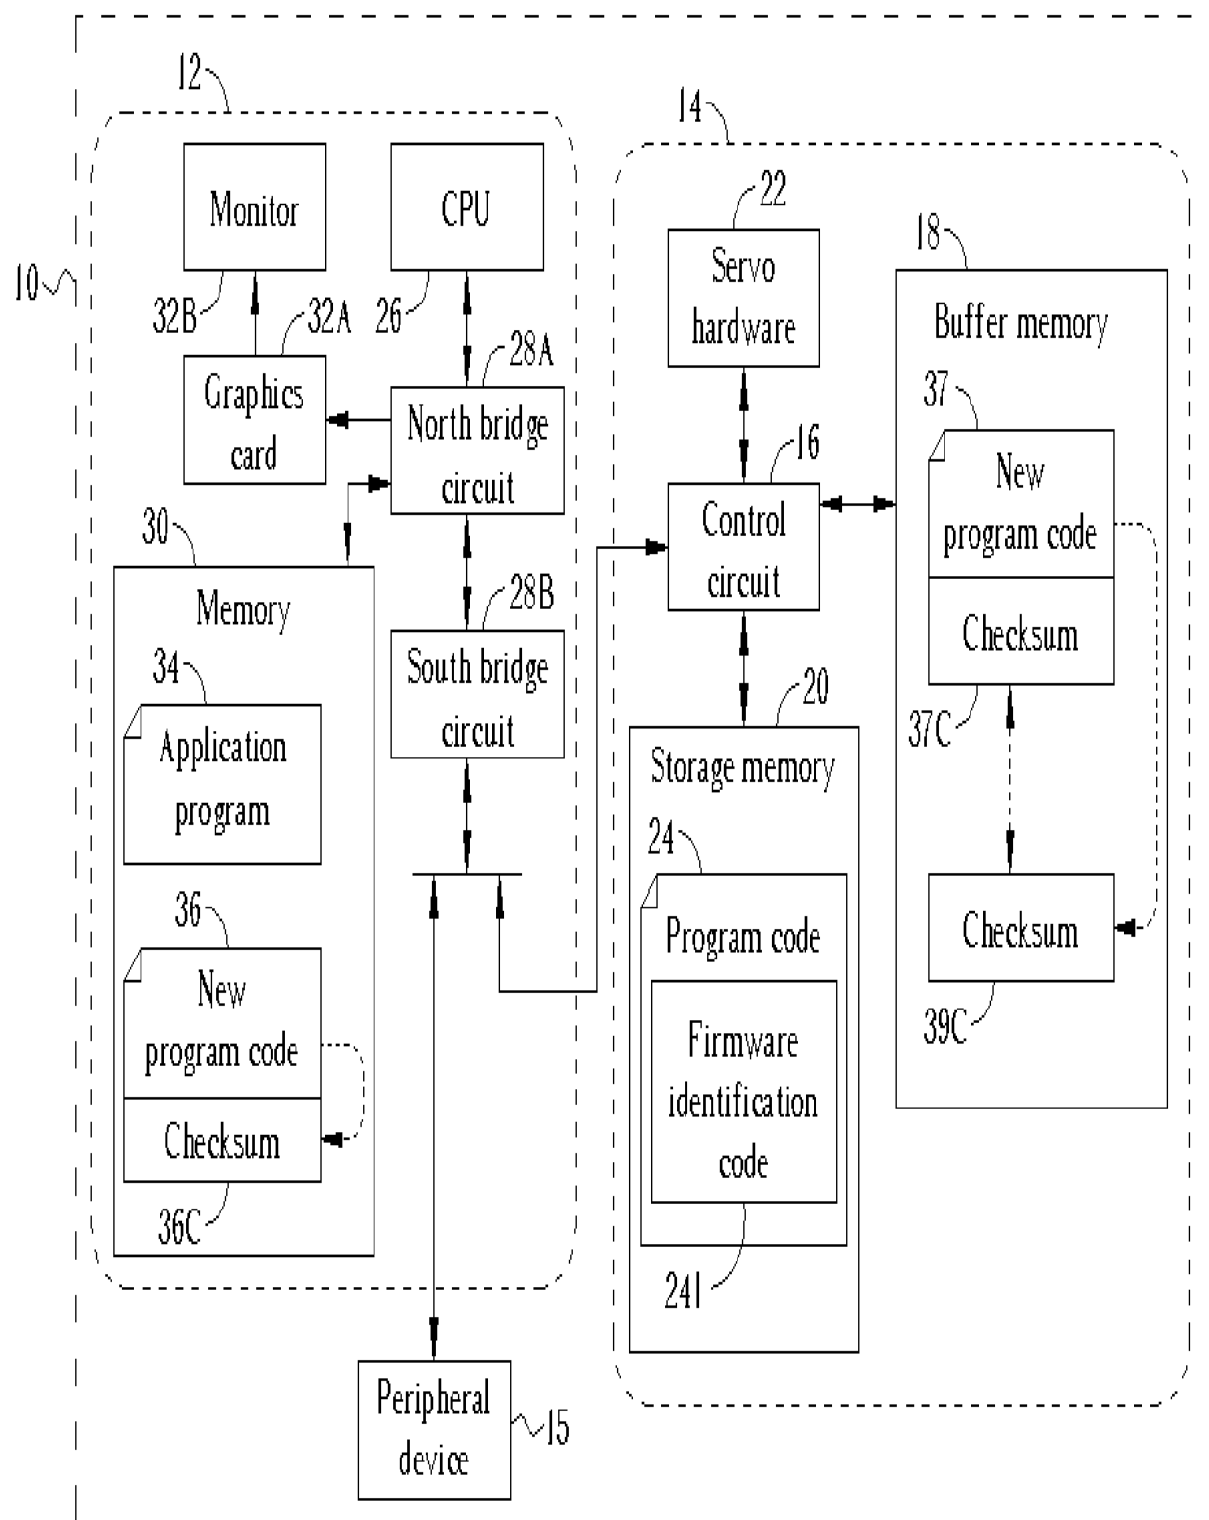 12
14
Monitor
CPU
22
18
10
32B
32A
26
Servo
hardware
Buffer memory
28A
Graphics
card
North bridge
circuit
37
16
New
program code
Control
circuit
30
Memory
28B
Checksum
34
South bridge
circuit
20
37C
Application
program
Storage memory
24
36
Program code
Checksum
New
program code
39C
Firmware
identification
code
Checksum
36C
24I
Peripheral
device
15